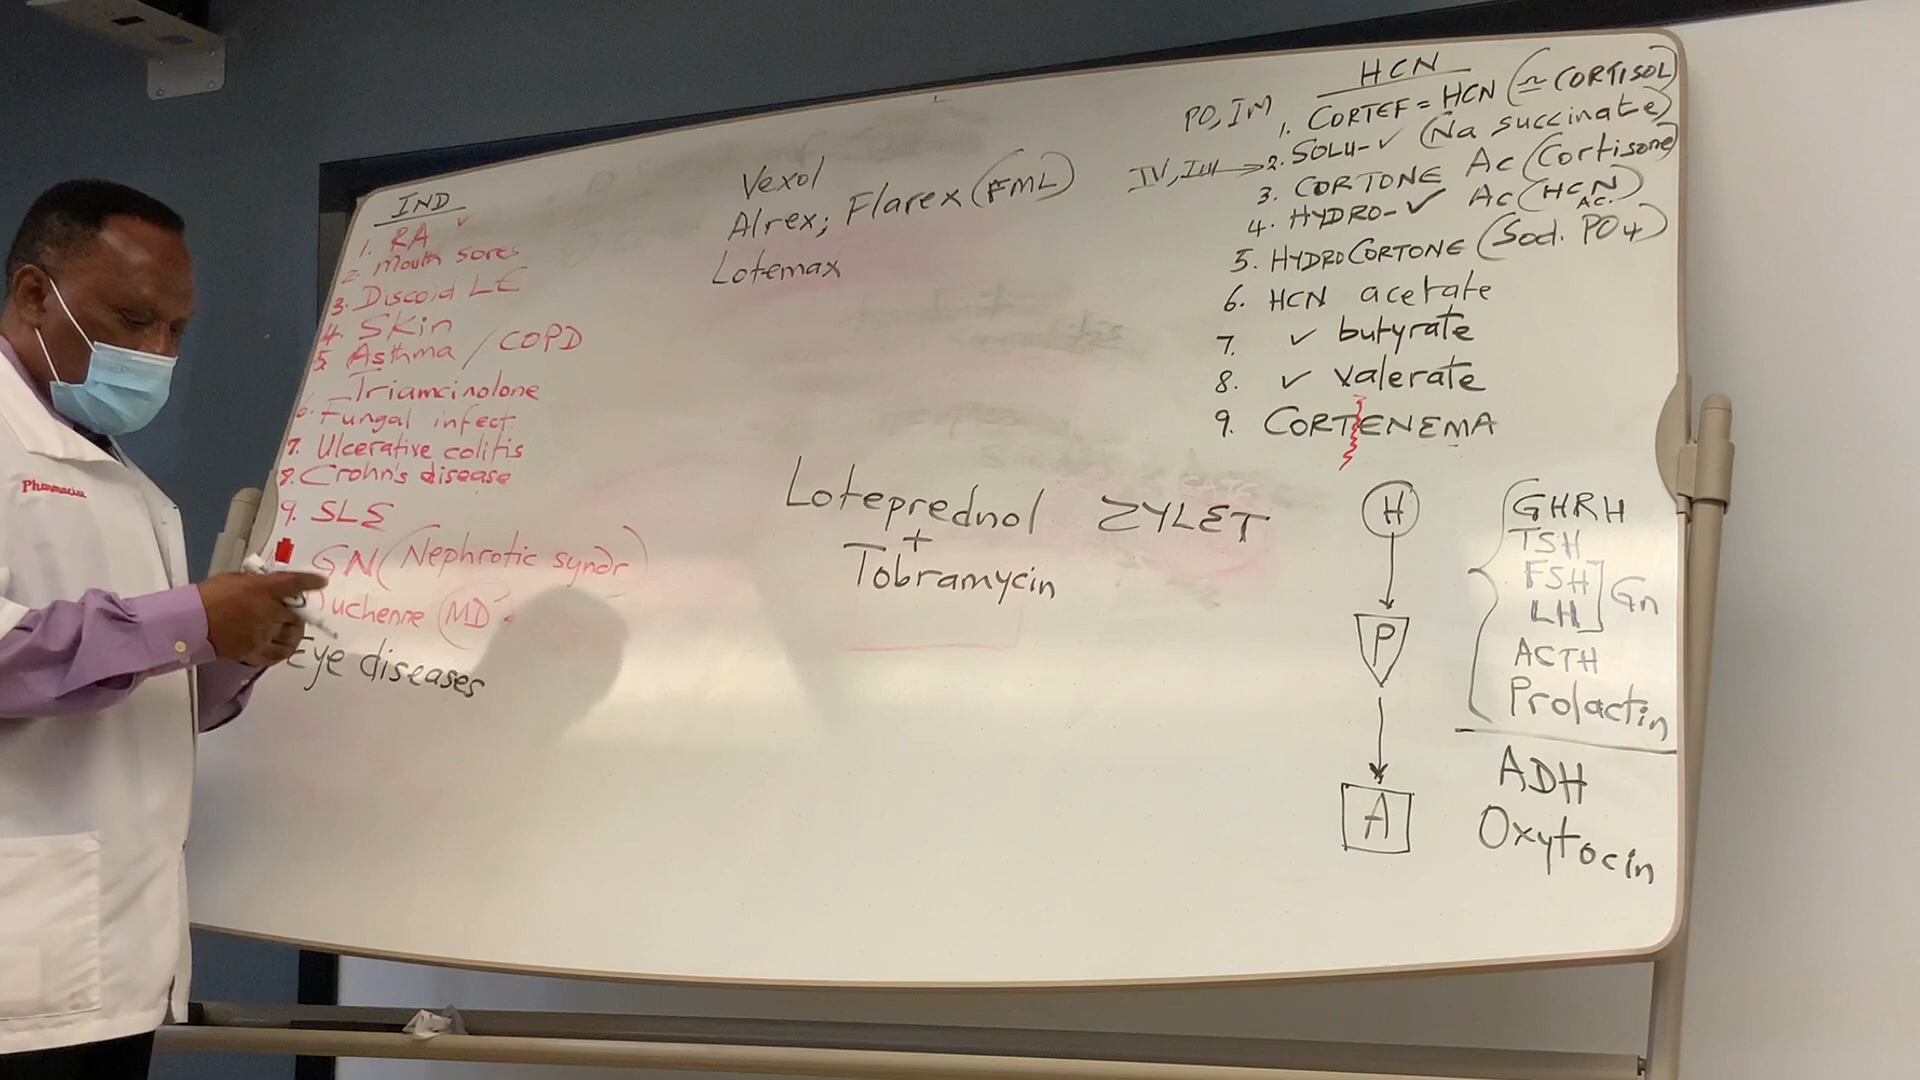 Pharmacist
IND
1. RA ✓
2. Mouth sores
3. Discoid LE
4. Skin
5. Asthma / COPD
Triamcinolone
6. Fungal infect.
7. Ulcerative colitis
8. Crohn's disease
9. SLE
GN (Nephrotic syndr)
Duchenne MD
Eye diseases
Vexol
Alrex; Flarex (FML)
Lotemax
Loteprednol ZYLET
+
Tobramycin
HCN
PO, IM 1. CORTEF = HCN (≃ CORTISOL)
IV, IM → 2. SOLU- ✓ (Na succinate)
3. CORTONE Ac (Cortisone)
4. HYDRO- ✓ Ac (HCN Ac.)
5. HYDROCORTONE (Sod. PO4)
6. HCN acetate
7. ✓ butyrate
8. ✓ valerate
9. CORTENEMA
H
P
A
GHRH
TSH
FSH
LH
Gn
ACTH
Prolactin
ADH
Oxytocin